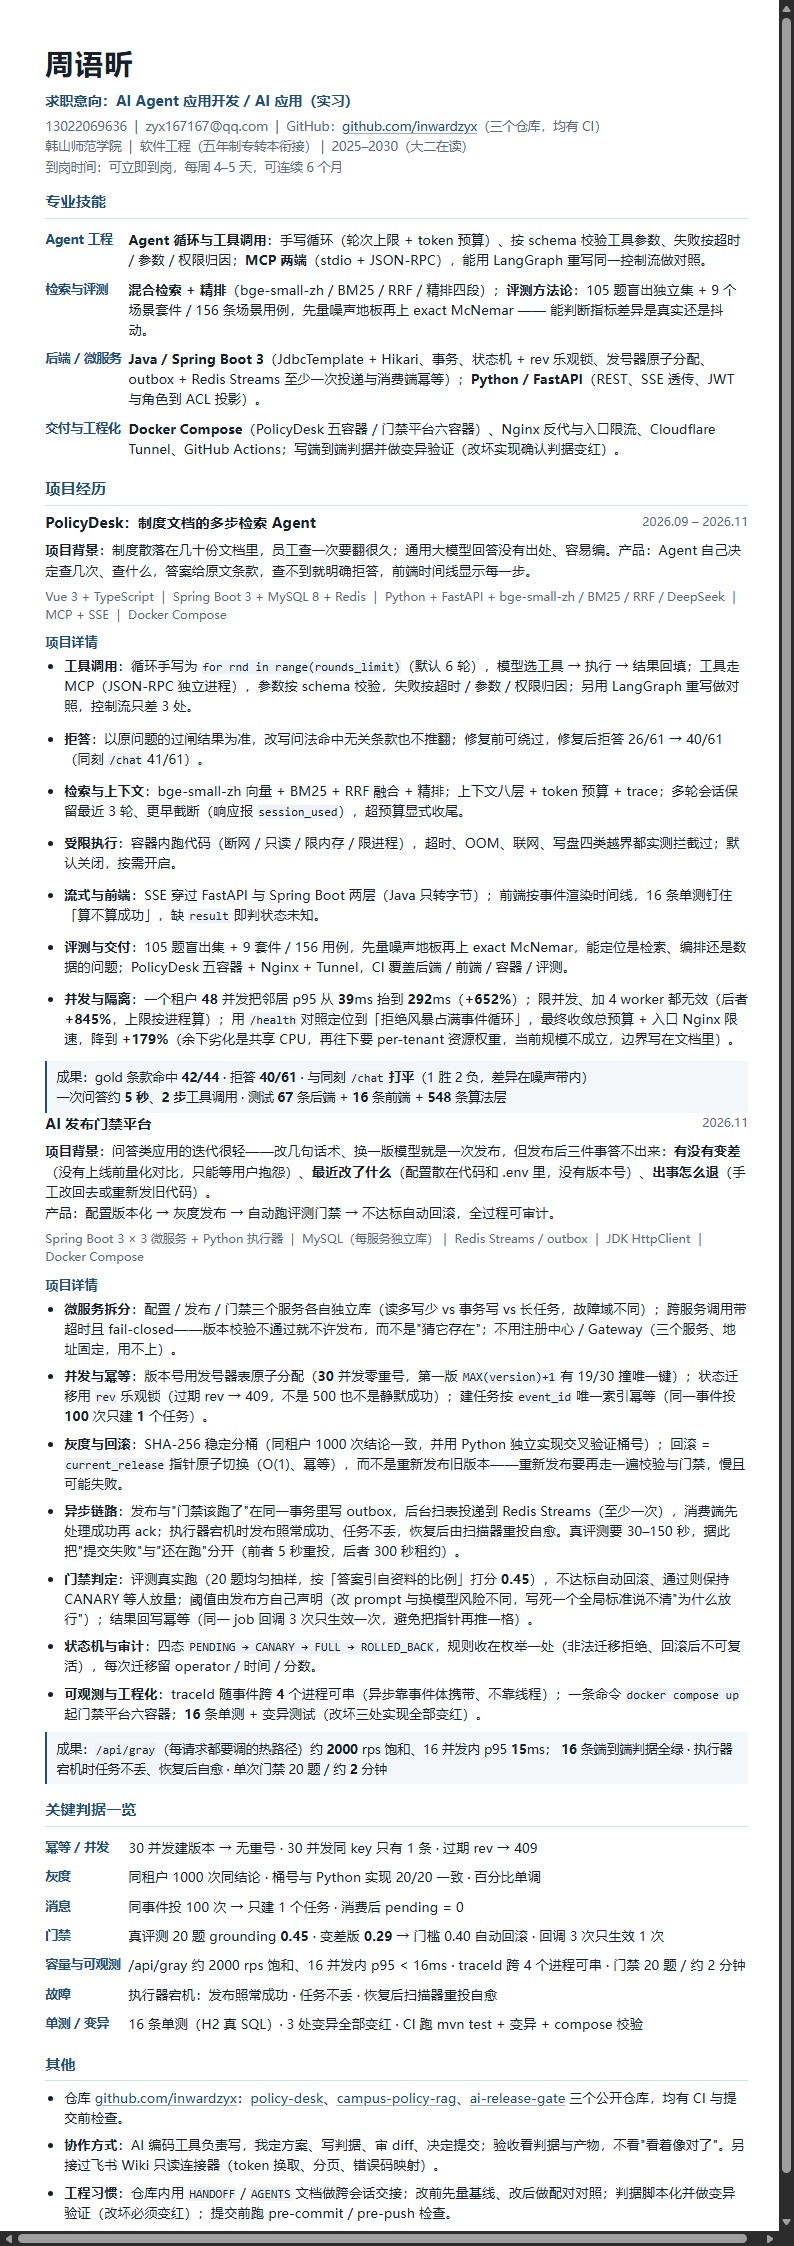 周语昕
求职意向：AI Agent 应用开发 / AI 应用（实习）
13022069636 | zyx167167@qq.com | GitHub：github.com/inwardzyx（三个仓库，均有 CI）
韩山师范学院 | 软件工程（五年制专转本衔接） | 2025–2030（大二在读）
到岗时间：可立即到岗，每周 4–5 天，可连续 6 个月
专业技能
Agent 工程 Agent 循环与工具调用：手写循环（轮次上限 + token 预算）、按 schema 校验工具参数、失败按超时
/ 参数 / 权限归因；MCP 两端（stdio + JSON-RPC），能用 LangGraph 重写同一控制流做对照。
检索与评测 混合检索 + 精排（bge-small-zh / BM25 / RRF / 精排四段）；评测方法论：105 题盲出独立集 + 9 个
场景套件 / 156 条场景用例，先量噪声地板再上 exact McNemar —— 能判断指标差异是真实还是抖
动。
后端 / 微服务 Java / Spring Boot 3（JdbcTemplate + Hikari、事务、状态机 + rev 乐观锁、发号器原子分配、
outbox + Redis Streams 至少一次投递与消费端幂等）；Python / FastAPI（REST、SSE 透传、JWT
与角色到 ACL 投影）。
交付与工程化 Docker Compose（PolicyDesk 五容器 / 门禁平台六容器）、Nginx 反代与入口限流、Cloudflare
Tunnel、GitHub Actions；写端到端判据并做变异验证（改坏实现确认判据变红）。
项目经历
PolicyDesk：制度文档的多步检索 Agent 2026.09 – 2026.11
项目背景：制度散落在几十份文档里，员工查一次要翻很久；通用大模型回答没有出处、容易编。产品：Agent 自己决
定查几次、查什么，答案给原文条款，查不到就明确拒答，前端时间线显示每一步。
Vue 3 + TypeScript | Spring Boot 3 + MySQL 8 + Redis | Python + FastAPI + bge-small-zh / BM25 / RRF / DeepSeek |
MCP + SSE | Docker Compose
项目详情
• 工具调用：循环手写为 for rnd in range(rounds_limit)（默认 6 轮），模型选工具 → 执行 → 结果回填；工具走
MCP（JSON-RPC 独立进程），参数按 schema 校验，失败按超时 / 参数 / 权限归因；另用 LangGraph 重写做对
照，控制流只差 3 处。
• 拒答：以原问题的过闸结果为准，改写问法命中无关条款也不推翻；修复前可绕过，修复后拒答 26/61 → 40/61
（同刻 /chat 41/61）。
• 检索与上下文：bge-small-zh 向量 + BM25 + RRF 融合 + 精排；上下文八层 + token 预算 + trace；多轮会话保
留最近 3 轮、更早截断（响应报 session_used），超预算显式收尾。
• 受限执行：容器内跑代码（断网 / 只读 / 限内存 / 限进程），超时、OOM、联网、写盘四类越界都实测拦截过；默
认关闭，按需开启。
• 流式与前端：SSE 穿过 FastAPI 与 Spring Boot 两层（Java 只转字节）；前端按事件渲染时间线，16 条单测钉住
「算不算成功」，缺 result 即判状态未知。
• 评测与交付：105 题盲出集 + 9 套件 / 156 用例，先量噪声地板再上 exact McNemar，能定位是检索、编排还是数
据的问题；PolicyDesk 五容器 + Nginx + Tunnel，CI 覆盖后端 / 前端 / 容器 / 评测。
• 并发与隔离：一个租户 48 并发把邻居 p95 从 39ms 抬到 292ms（+652%）；限并发、加 4 worker 都无效（后者
+845%，上限按进程算）；用 /health 对照定位到「拒绝风暴占满事件循环」，最终收敛总预算 + 入口 Nginx 限
速，降到 +179%（余下劣化是共享 CPU，再往下要 per-tenant 资源权重，当前规模不成立，边界写在文档里）。
成果：gold 条款命中 42/44 · 拒答 40/61 · 与同刻 /chat 打平（1 胜 2 负，差异在噪声带内）
一次问答约 5 秒、2 步工具调用 · 测试 67 条后端 + 16 条前端 + 548 条算法层
AI 发布门禁平台 2026.11
项目背景：问答类应用的迭代很轻——改几句话术、换一版模型就是一次发布，但发布后三件事答不出来：有没有变差
（没有上线前量化对比，只能等用户抱怨）、最近改了什么（配置散在代码和 .env 里，没有版本号）、出事怎么退（手
工改回去或重新发旧代码）。
产品：配置版本化 → 灰度发布 → 自动跑评测门禁 → 不达标自动回滚，全过程可审计。
Spring Boot 3 × 3 微服务 + Python 执行器 | MySQL（每服务独立库） | Redis Streams / outbox | JDK HttpClient |
Docker Compose
项目详情
• 微服务拆分：配置 / 发布 / 门禁三个服务各自独立库（读多写少 vs 事务写 vs 长任务，故障域不同）；跨服务调用带
超时且 fail-closed——版本校验不通过就不许发布，而不是"猜它存在"；不用注册中心 / Gateway（三个服务、地
址固定，用不上）。
• 并发与幂等：版本号用发号器表原子分配（30 并发零重号，第一版 MAX(version)+1 有 19/30 撞唯一键）；状态迁
移用 rev 乐观锁（过期 rev → 409，不是 500 也不是静默成功）；建任务按 event_id 唯一索引幂等（同一事件投
100 次只建 1 个任务）。
• 灰度与回滚：SHA-256 稳定分桶（同租户 1000 次结论一致，并用 Python 独立实现交叉验证桶号）；回滚 =
current_release 指针原子切换（O(1)、幂等），而不是重新发布旧版本——重新发布要再走一遍校验与门禁，慢且
可能失败。
• 异步链路：发布与"门禁该跑了"在同一事务里写 outbox，后台扫表投递到 Redis Streams（至少一次），消费端先
处理成功再 ack；执行器宕机时发布照常成功、任务不丢，恢复后由扫描器重投自愈。真评测要 30–150 秒，据此
把"提交失败"与"还在跑"分开（前者 5 秒重投，后者 300 秒租约）。
• 门禁判定：评测真实跑（20 题均匀抽样，按「答案引自资料的比例」打分 0.45），不达标自动回滚、通过则保持
CANARY 等人放量；阈值由发布方自己声明（改 prompt 与换模型风险不同，写死一个全局标准说不清"为什么放
行"）；结果回写幂等（同一 job 回调 3 次只生效一次，避免把指针再推一格）。
• 状态机与审计：四态 PENDING → CANARY → FULL → ROLLED_BACK，规则收在枚举一处（非法迁移拒绝、回滚后不可复
活），每次迁移留 operator / 时间 / 分数。
• 可观测与工程化：traceId 随事件跨 4 个进程可串（异步靠事件体携带、不靠线程）；一条命令 docker compose up
起门禁平台六容器；16 条单测 + 变异测试（改坏三处实现全部变红）。
成果：/api/gray（每请求都要调的热路径）约 2000 rps 饱和、16 并发内 p95 15ms； 16 条端到端判据全绿 · 执行器
宕机时任务不丢、恢复后自愈 · 单次门禁 20 题 / 约 2 分钟
关键判据一览
幂等 / 并发 30 并发建版本 → 无重号 · 30 并发同 key 只有 1 条 · 过期 rev → 409
灰度 同租户 1000 次同结论 · 桶号与 Python 实现 20/20 一致 · 百分比单调
消息 同事件投 100 次 → 只建 1 个任务 · 消费后 pending = 0
门禁 真评测 20 题 grounding 0.45 · 变差版 0.29 → 门槛 0.40 自动回滚 · 回调 3 次只生效 1 次
容量与可观测 /api/gray 约 2000 rps 饱和、16 并发内 p95 < 16ms · traceId 跨 4 个进程可串 · 门禁 20 题 / 约 2 分钟
故障 执行器宕机：发布照常成功 · 任务不丢 · 恢复后扫描器重投自愈
单测 / 变异 16 条单测（H2 真 SQL）· 3 处变异全部变红 · CI 跑 mvn test + 变异 + compose 校验
其他
• 仓库 github.com/inwardzyx：policy-desk、campus-policy-rag、ai-release-gate 三个公开仓库，均有 CI 与提
交前检查。
• 协作方式：AI 编码工具负责写，我定方案、写判据、审 diff、决定提交；验收看判据与产物，不看"看着像对了"。另
接过飞书 Wiki 只读连接器（token 换取、分页、错误码映射）。
• 工程习惯：仓库内用 HANDOFF / AGENTS 文档做跨会话交接；改前先量基线、改后做配对对照；判据脚本化并做变异
验证（改坏必须变红）；提交前跑 pre-commit / pre-push 检查。